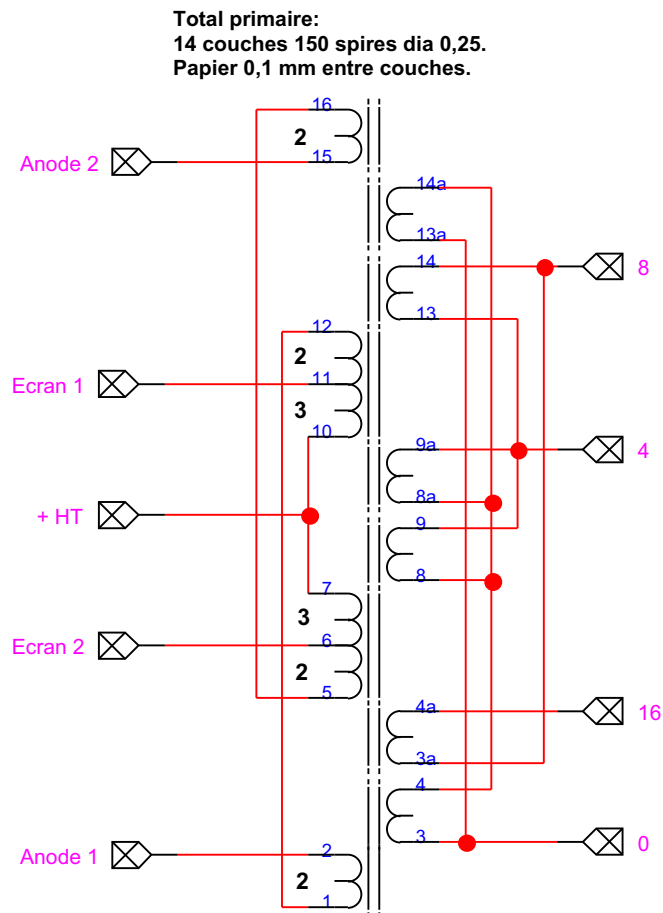 Total primaire:
14 couches 150 spires dia 0,25.
Papier 0,1 mm entre couches.
16
2
Anode 2
15
14a
13a
14
8
13
12
2
Ecran 1
11
3
10
9a
4
8a
+ HT
9
8
7
3
Ecran 2
6
2
5
4a
16
3a
4
3
0
Anode 1
2
2
1